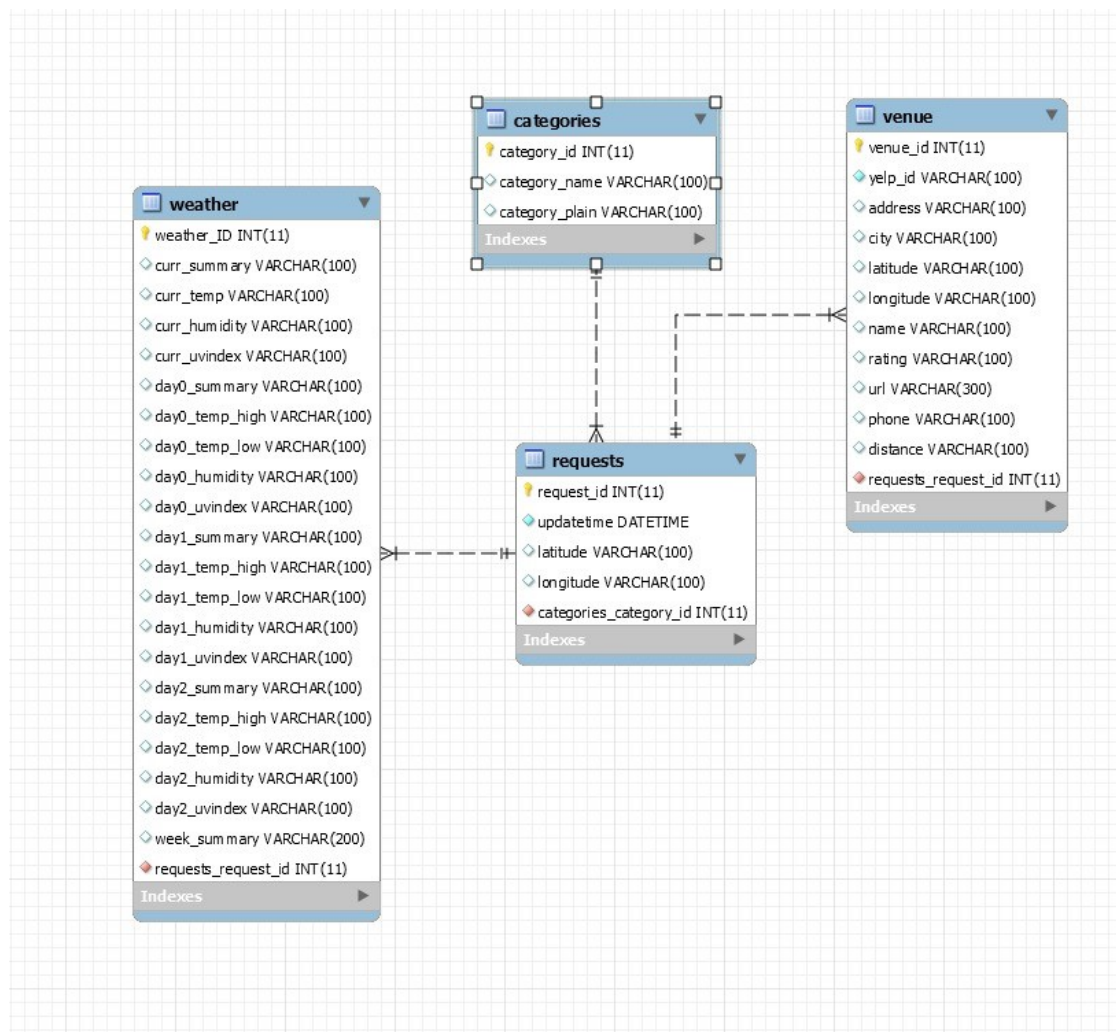 categories
category_id INT(11)
category_name VARCHAR(100)
category_plain VARCHAR(100)
Indexes
venue
venue_id INT(11)
yelp_id VARCHAR(100)
address VARCHAR(100)
city VARCHAR(100)
latitude VARCHAR(100)
longitude VARCHAR(100)
name VARCHAR(100)
rating VARCHAR(100)
url VARCHAR(300)
phone VARCHAR(100)
distance VARCHAR(100)
requests_request_id INT(11)
Indexes
weather
weather_ID INT(11)
curr_summary VARCHAR(100)
curr_temp VARCHAR(100)
curr_humidity VARCHAR(100)
curr_uvindex VARCHAR(100)
day0_summary VARCHAR(100)
day0_temp_high VARCHAR(100)
day0_temp_low VARCHAR(100)
day0_humidity VARCHAR(100)
day0_uvindex VARCHAR(100)
day1_summary VARCHAR(100)
day1_temp_high VARCHAR(100)
day1_temp_low VARCHAR(100)
day1_humidity VARCHAR(100)
day1_uvindex VARCHAR(100)
day2_summary VARCHAR(100)
day2_temp_high VARCHAR(100)
day2_temp_low VARCHAR(100)
day2_humidity VARCHAR(100)
day2_uvindex VARCHAR(100)
week_summary VARCHAR(200)
requests_request_id INT(11)
Indexes
requests
request_id INT(11)
updatetime DATETIME
latitude VARCHAR(100)
longitude VARCHAR(100)
categories_category_id INT(11)
Indexes